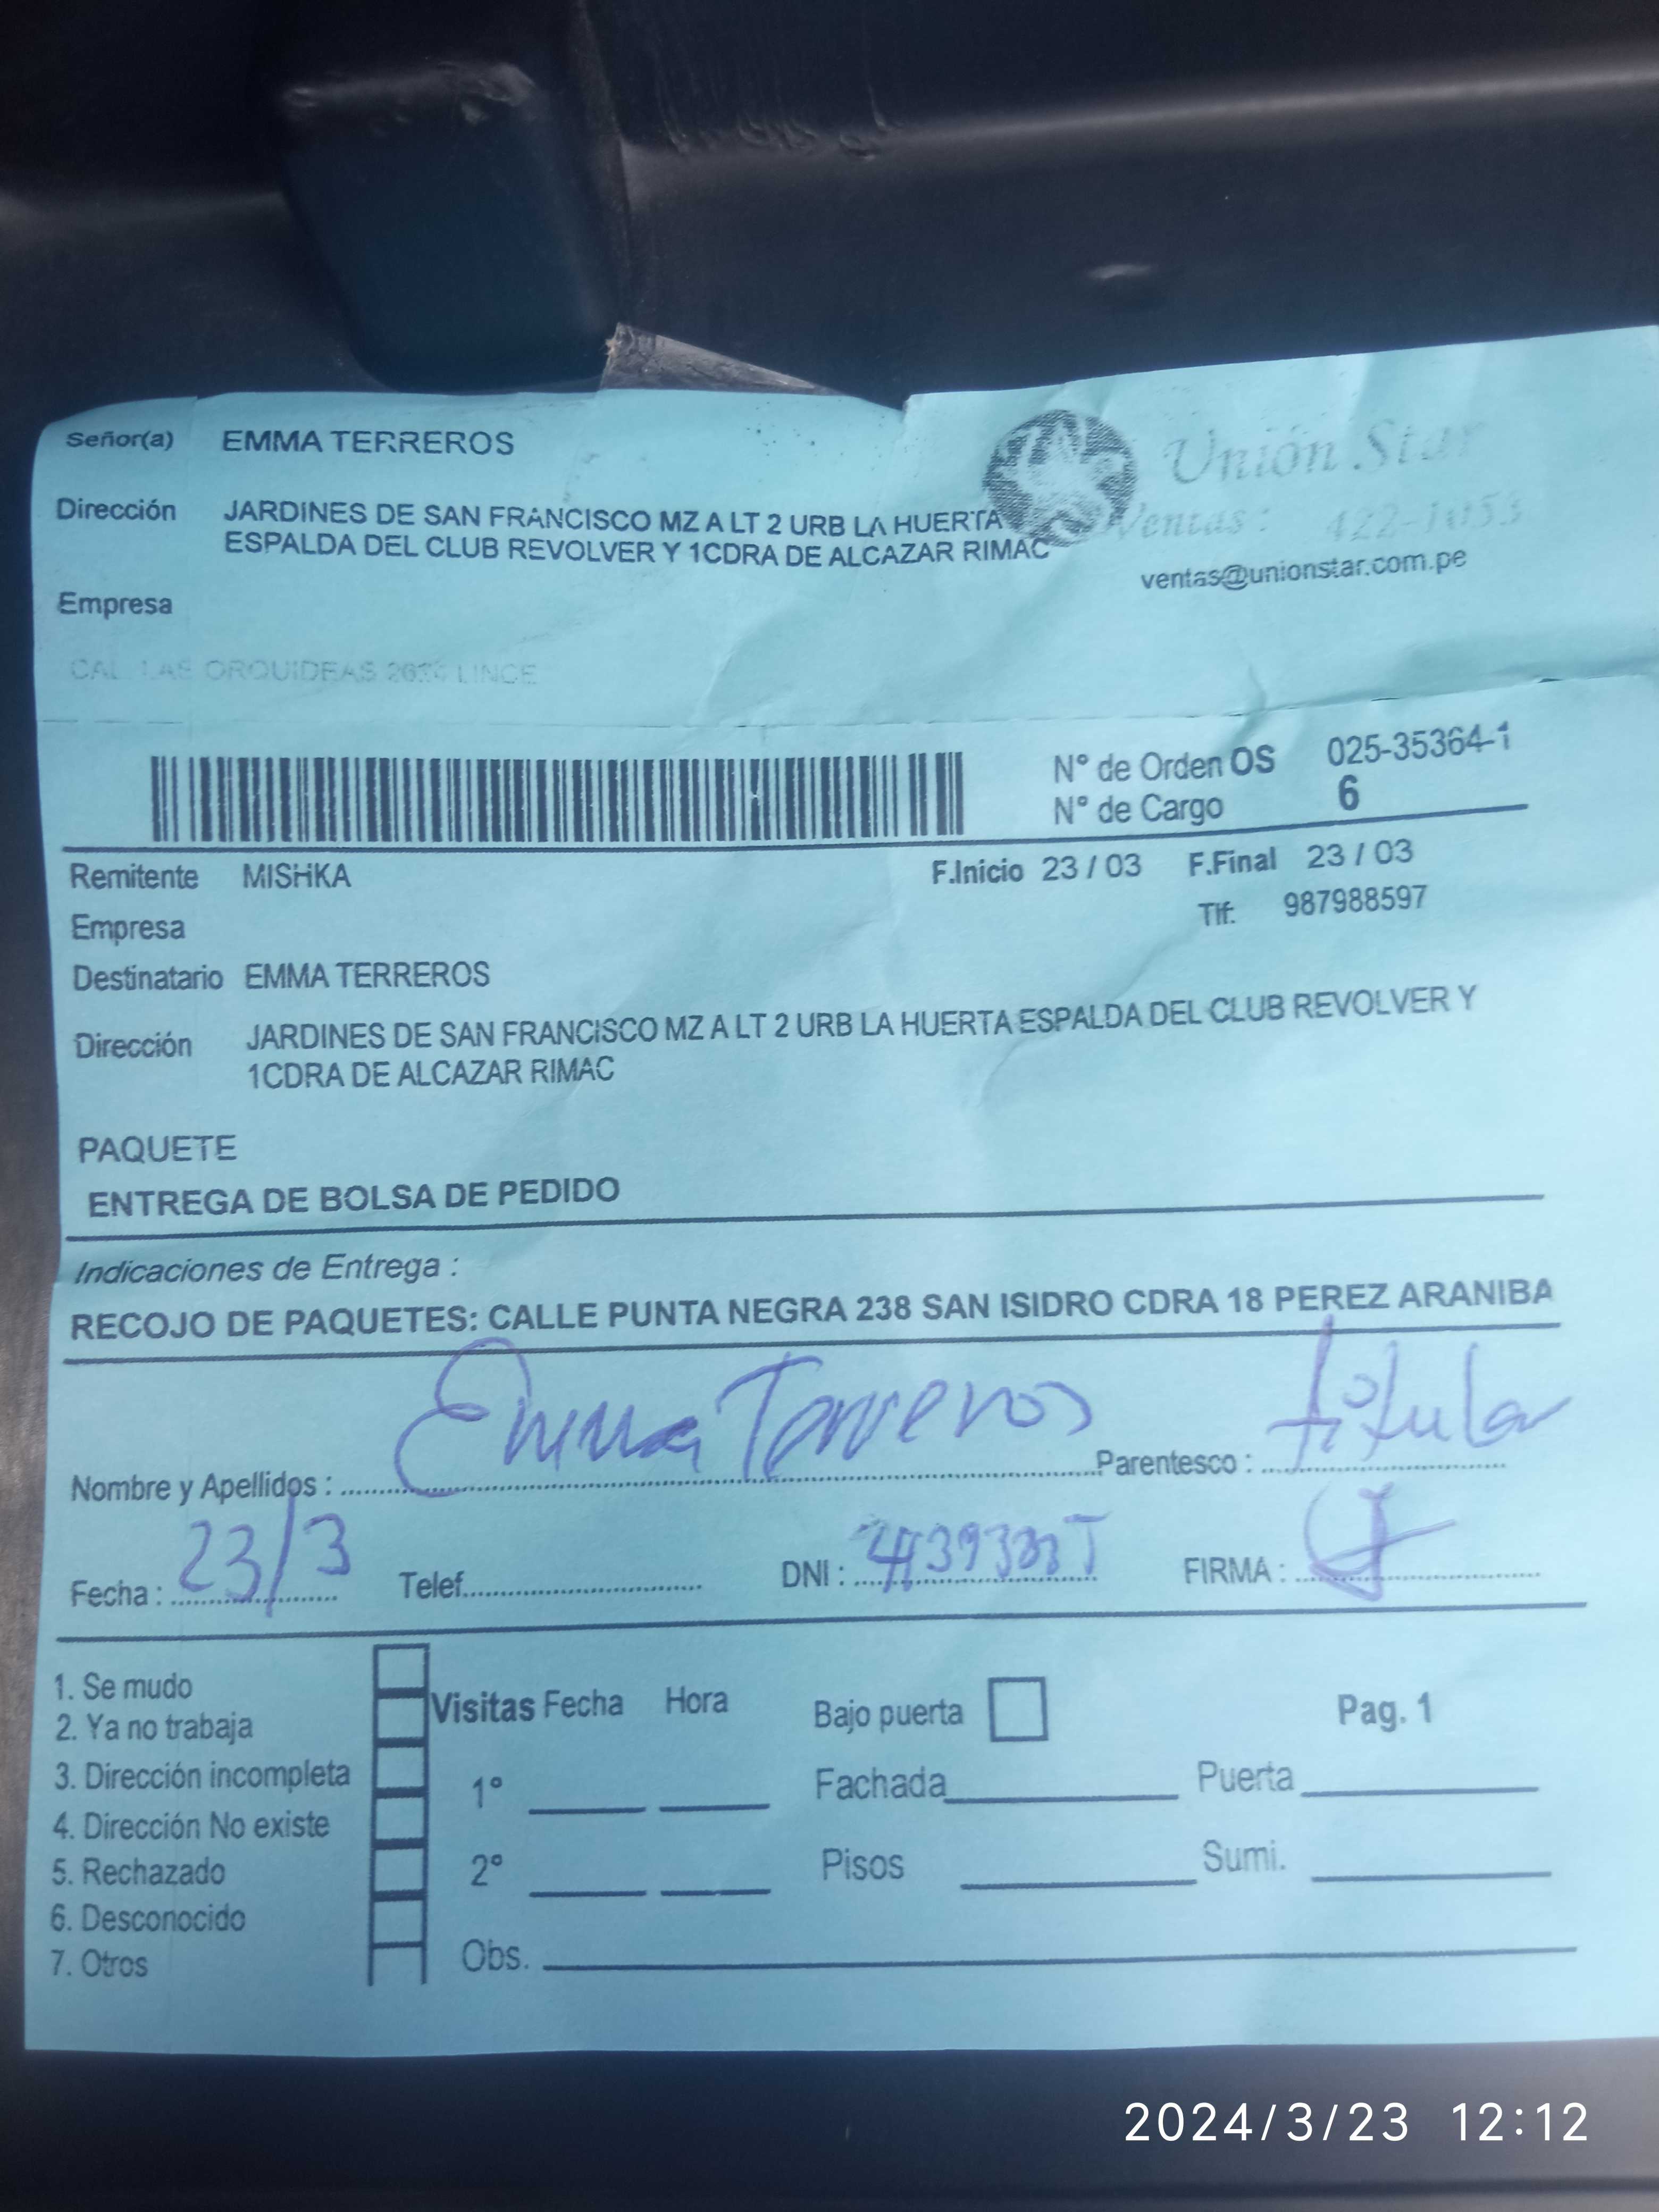 Señor(a) EMMA TERREROS
Unión Star
Dirección JARDINES DE SAN FRANCISCO MZ A LT 2 URB LA HUERTA
ESPALDA DEL CLUB REVOLVER Y 1CDRA DE ALCAZAR RIMAC
Ventas: 422-1053
ventas@unionstar.com.pe
Empresa
CAL LAS ORQUIDEAS LINCE
N° de Orden OS 025-35364-1
N° de Cargo 6
Remitente MISHKA F.Inicio 23 / 03 F.Final 23 / 03
Empresa Tlf: 987988597
Destinatario EMMA TERREROS
Dirección JARDINES DE SAN FRANCISCO MZ A LT 2 URB LA HUERTA ESPALDA DEL CLUB REVOLVER Y
1CDRA DE ALCAZAR RIMAC
PAQUETE
ENTREGA DE BOLSA DE PEDIDO
Indicaciones de Entrega :
RECOJO DE PAQUETES: CALLE PUNTA NEGRA 238 SAN ISIDRO CDRA 18 PEREZ ARANIBA
Nombre y Apellidos : Emma Terreros Parentesco : titular
Fecha : 23/3 Telef. DNI : FIRMA :
1. Se mudo
2. Ya no trabaja
3. Dirección incompleta
4. Dirección No existe
5. Rechazado
6. Desconocido
7. Otros
Visitas Fecha Hora Bajo puerta Pag. 1
1° Fachada Puerta
2° Pisos Sumi.
Obs.
2024/3/23 12:12